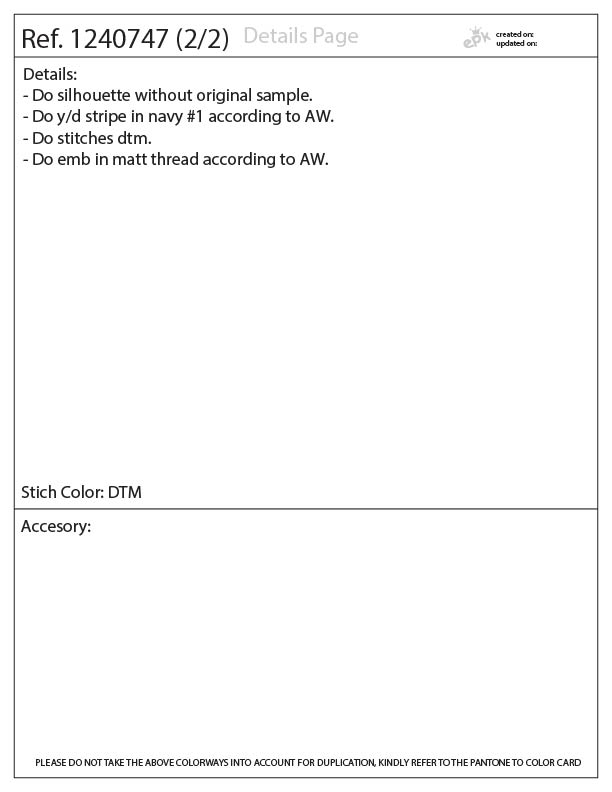 Ref. 1240747 (2/2) Details Page
epk
created on:
updated on:
Details:
- Do silhouette without original sample.
- Do y/d stripe in navy #1 according to AW.
- Do stitches dtm.
- Do emb in matt thread according to AW.
Stich Color: DTM
Accesory:
PLEASE DO NOT TAKE THE ABOVE COLORWAYS INTO ACCOUNT FOR DUPLICATION, KINDLY REFER TO THE PANTONE TO COLOR CARD